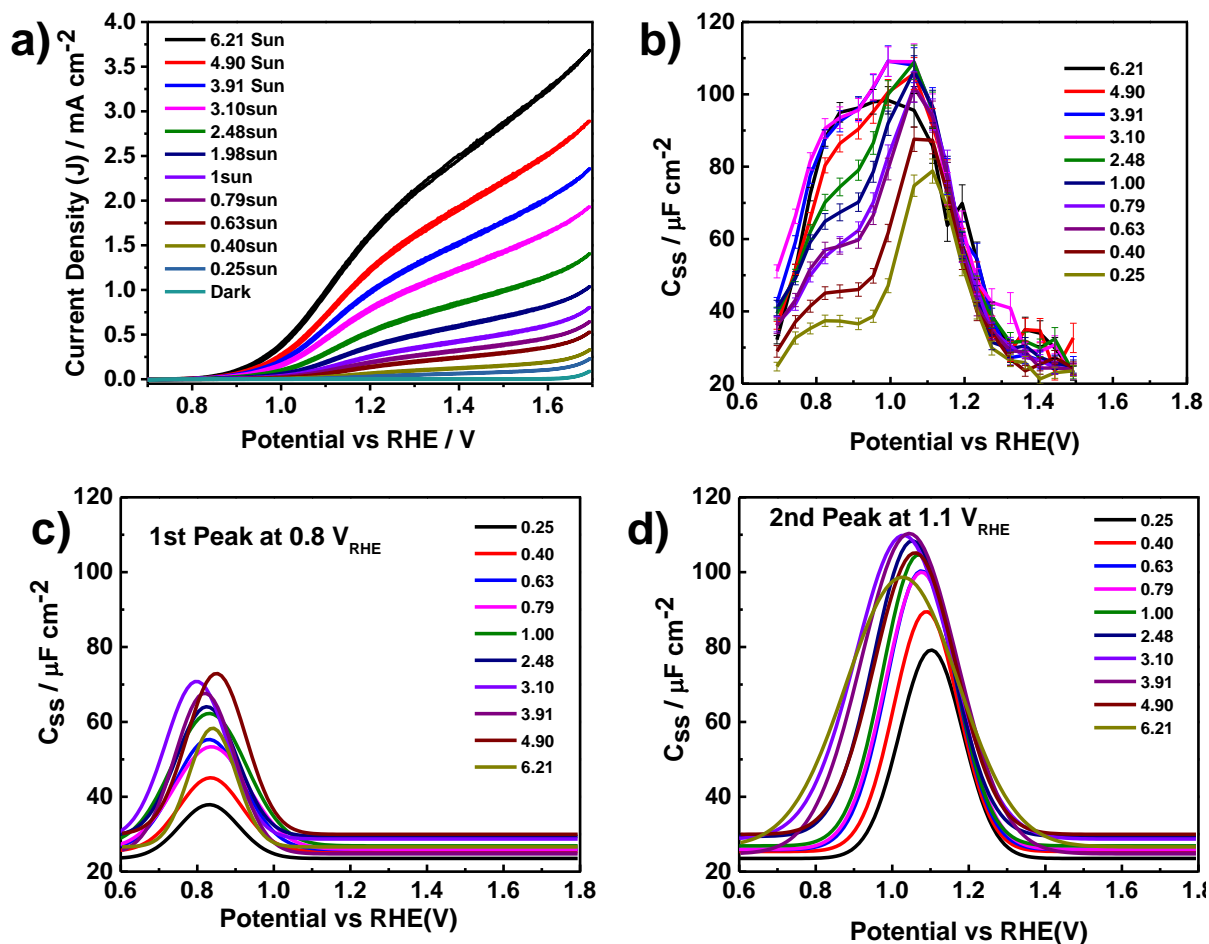 a)
6.21 Sun
4.90 Sun
3.91 Sun
3.10sun
2.48sun
1.98sun
1sun
0.79sun
0.63sun
0.40sun
0.25sun
Dark
4.0
3.5
3.0
2.5
2.0
1.5
1.0
0.5
0.0
Current Density (J) / mA cm-2
0.8 1.0 1.2 1.4 1.6
Potential vs RHE / V
b)
6.21
4.90
3.91
3.10
2.48
1.00
0.79
0.63
0.40
0.25
120
100
80
60
40
20
CSS / μF cm-2
0.6 0.8 1.0 1.2 1.4 1.6 1.8
Potential vs RHE(V)
c)
1st Peak at 0.8 VRHE
0.25
0.40
0.63
0.79
1.00
2.48
3.10
3.91
4.90
6.21
120
100
80
60
40
20
CSS / μF cm-2
0.6 0.8 1.0 1.2 1.4 1.6 1.8
Potential vs RHE(V)
d)
2nd Peak at 1.1 VRHE
0.25
0.40
0.63
0.79
1.00
2.48
3.10
3.91
4.90
6.21
120
100
80
60
40
20
CSS / μF cm-2
0.6 0.8 1.0 1.2 1.4 1.6 1.8
Potential vs RHE(V)